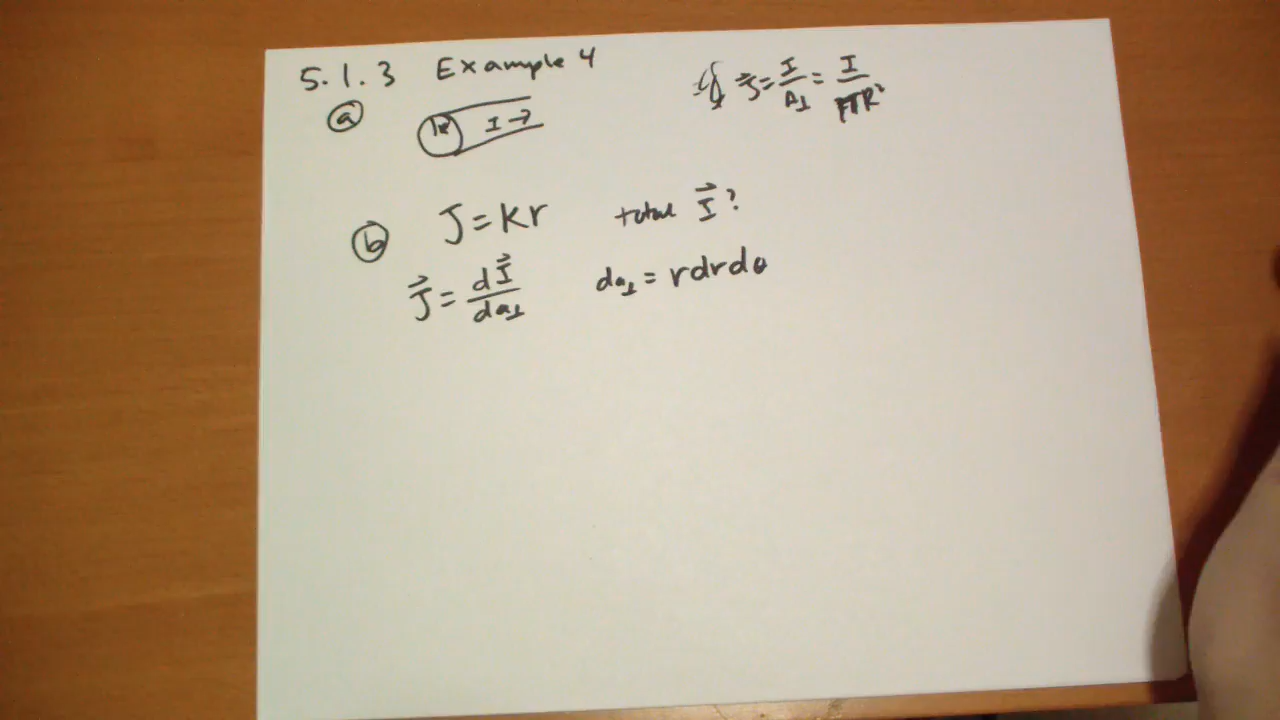 5.1.3 Example 4
ⓐ R I → J⃗ = I/A⊥ = I/πR²
ⓑ J = kr total I⃗ ?
J⃗ = dI⃗/da⊥ da⊥ = r dr dθ